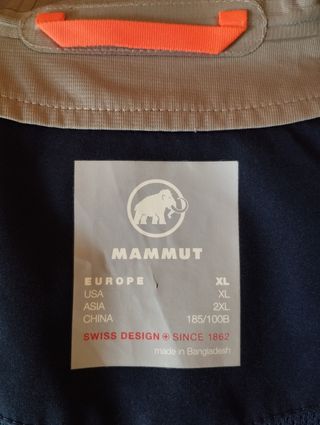 MAMMUT
EUROPE XL
USA XL
ASIA 2XL
CHINA 185/100B
SWISS DESIGN + SINCE 1862
made in Bangladesh